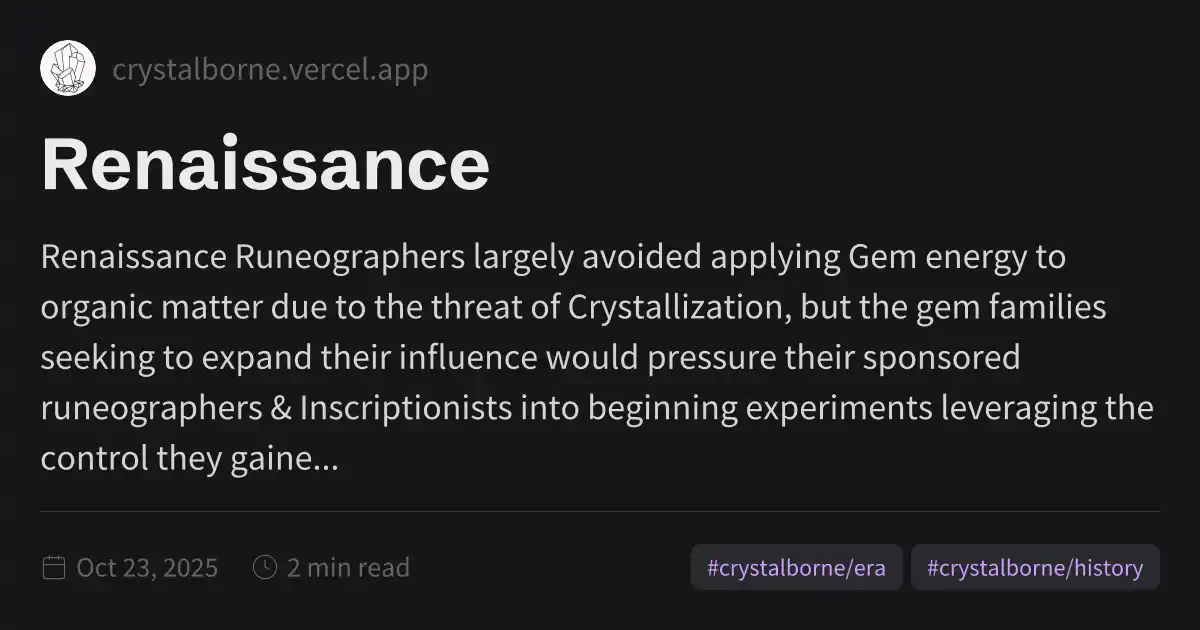 crystalborne.vercel.app
Renaissance
Renaissance Runeographers largely avoided applying Gem energy to
organic matter due to the threat of Crystallization, but the gem families
seeking to expand their influence would pressure their sponsored
runeographers & Inscriptionists into beginning experiments leveraging the
control they gaine...
Oct 23, 2025
2 min read
#crystalborne/era
#crystalborne/history